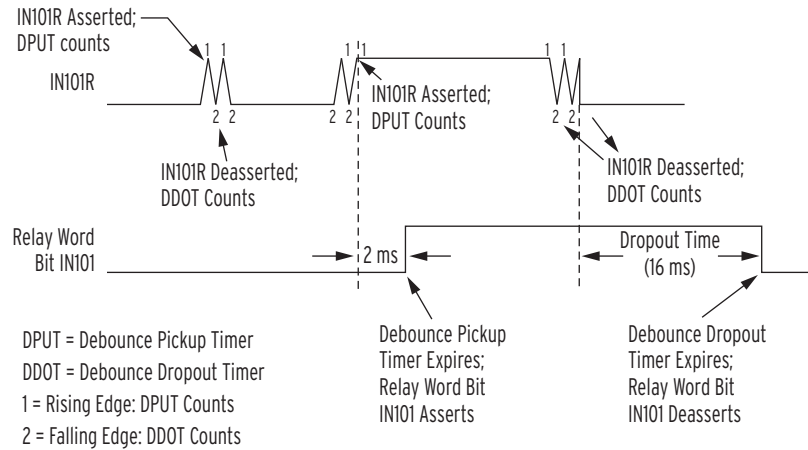 IN101R Asserted;
DPUT counts
1 1
1 1
1 1
IN101R
2 2
2 2
2 2
IN101R Asserted;
DPUT Counts
IN101R Deasserted;
DDOT Counts
IN101R Deasserted;
DDOT Counts
Relay Word
Bit IN101
2 ms
Dropout Time
(16 ms)
Debounce Pickup
Timer Expires;
Relay Word Bit
IN101 Asserts
Debounce Dropout
Timer Expires;
Relay Word Bit
IN101 Deasserts
DPUT = Debounce Pickup Timer
DDOT = Debounce Dropout Timer
1 = Rising Edge: DPUT Counts
2 = Falling Edge: DDOT Counts